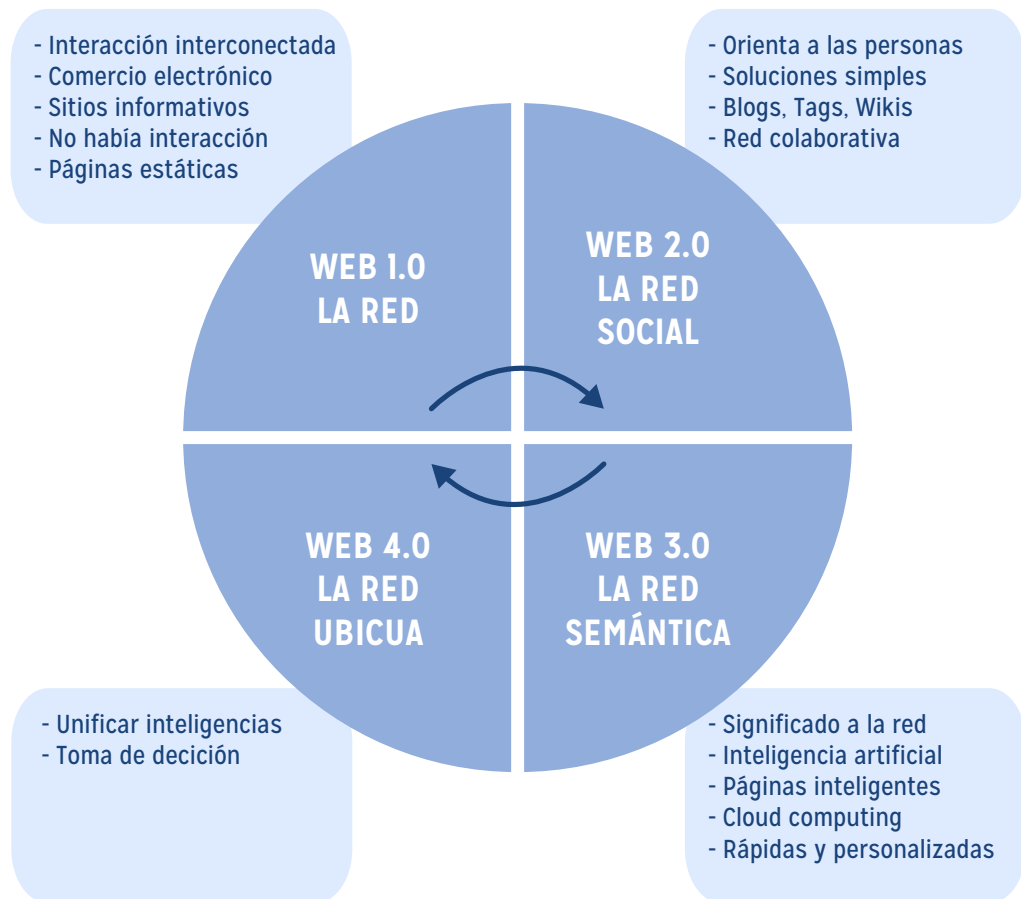 - Interacción interconectada
- Comercio electrónico
- Sitios informativos
- No había interacción
- Páginas estáticas
- Orienta a las personas
- Soluciones simples
- Blogs, Tags, Wikis
- Red colaborativa
WEB 1.0
LA RED
WEB 2.0
LA RED
SOCIAL
WEB 4.0
LA RED
UBICUA
WEB 3.0
LA RED
SEMÁNTICA
- Unificar inteligencias
- Toma de decición
- Significado a la red
- Inteligencia artificial
- Páginas inteligentes
- Cloud computing
- Rápidas y personalizadas